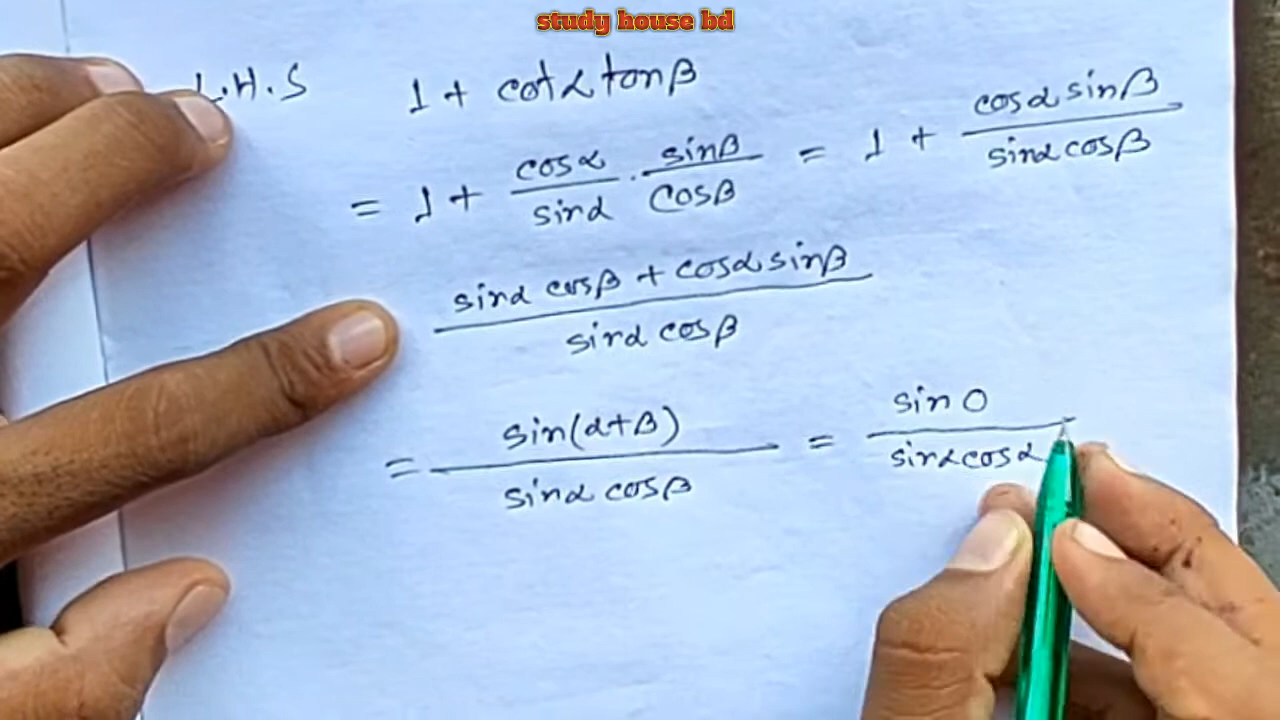 study house bd
L.H.S 1 + cotα tanβ
= 1 + cosα/sinα · sinβ/cosβ = 1 + cosα sinβ/sinα cosβ
sinα cosβ + cosα sinβ/sinα cosβ
= sin(α+β)/sinα cosβ = sin 0/sinα cosα